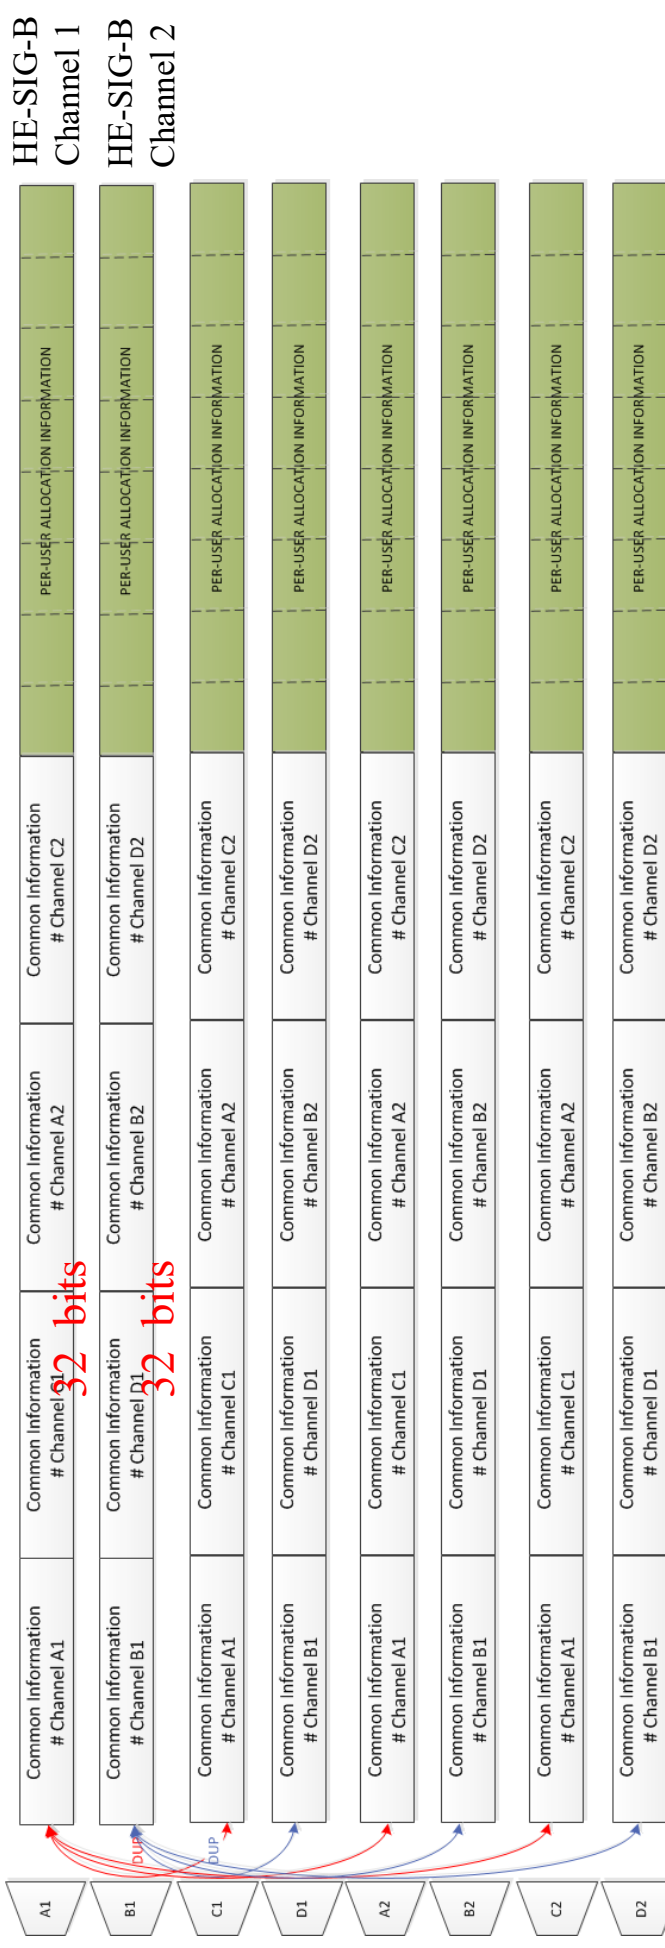 A1
Common Information
# Channel A1
Common Information
# Channel C1
32 bits
Common Information
# Channel A2
Common Information
# Channel C2
PER-USER ALLOCATION INFORMATION
HE-SIG-B
Channel 1
B1
DUP
Common Information
# Channel B1
Common Information
# Channel D1
32 bits
Common Information
# Channel B2
Common Information
# Channel D2
PER-USER ALLOCATION INFORMATION
HE-SIG-B
Channel 2
C1
DUP
Common Information
# Channel A1
Common Information
# Channel C1
Common Information
# Channel A2
Common Information
# Channel C2
PER-USER ALLOCATION INFORMATION
D1
Common Information
# Channel B1
Common Information
# Channel D1
Common Information
# Channel B2
Common Information
# Channel D2
PER-USER ALLOCATION INFORMATION
A2
Common Information
# Channel A1
Common Information
# Channel C1
Common Information
# Channel A2
Common Information
# Channel C2
PER-USER ALLOCATION INFORMATION
B2
Common Information
# Channel B1
Common Information
# Channel D1
Common Information
# Channel B2
Common Information
# Channel D2
PER-USER ALLOCATION INFORMATION
C2
Common Information
# Channel A1
Common Information
# Channel C1
Common Information
# Channel A2
Common Information
# Channel C2
PER-USER ALLOCATION INFORMATION
D2
Common Information
# Channel B1
Common Information
# Channel D1
Common Information
# Channel B2
Common Information
# Channel D2
PER-USER ALLOCATION INFORMATION